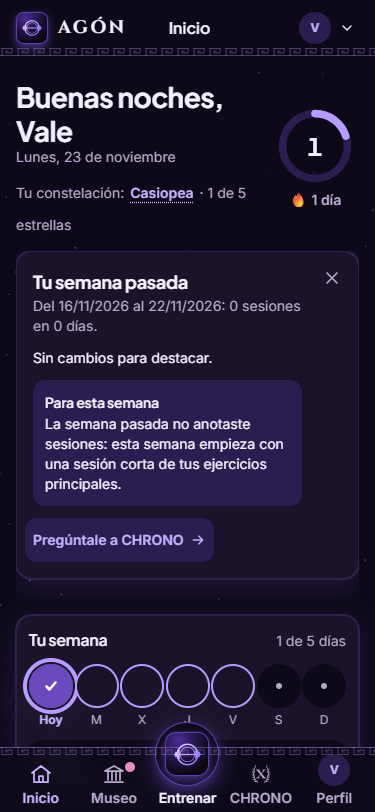 AGÓN
Inicio
V
Buenas noches,
Vale
Lunes, 23 de noviembre
1
🔥 1 día
Tu constelación: Casiopea · 1 de 5
estrellas
Tu semana pasada
Del 16/11/2026 al 22/11/2026: 0 sesiones
en 0 días.
Sin cambios para destacar.
Para esta semana
La semana pasada no anotaste
sesiones: esta semana empieza con
una sesión corta de tus ejercicios
principales.
Pregúntale a CHRONO →
Tu semana
1 de 5 días
Hoy M X J V S D
Inicio
Museo
Entrenar
CHRONO
V
Perfil